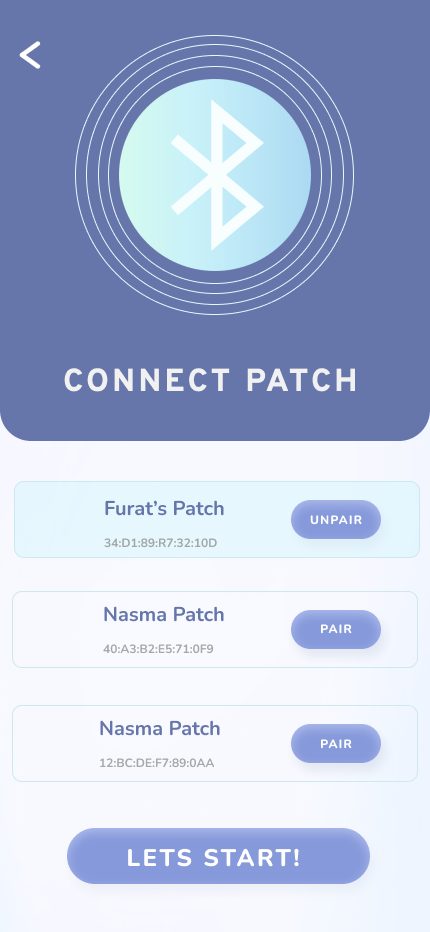 CONNECT PATCH
Furat’s Patch
UNPAIR
34:D1:89:R7:32:10D
Nasma Patch
PAIR
40:A3:B2:E5:71:0F9
Nasma Patch
PAIR
12:BC:DE:F7:89:0AA
LETS START!